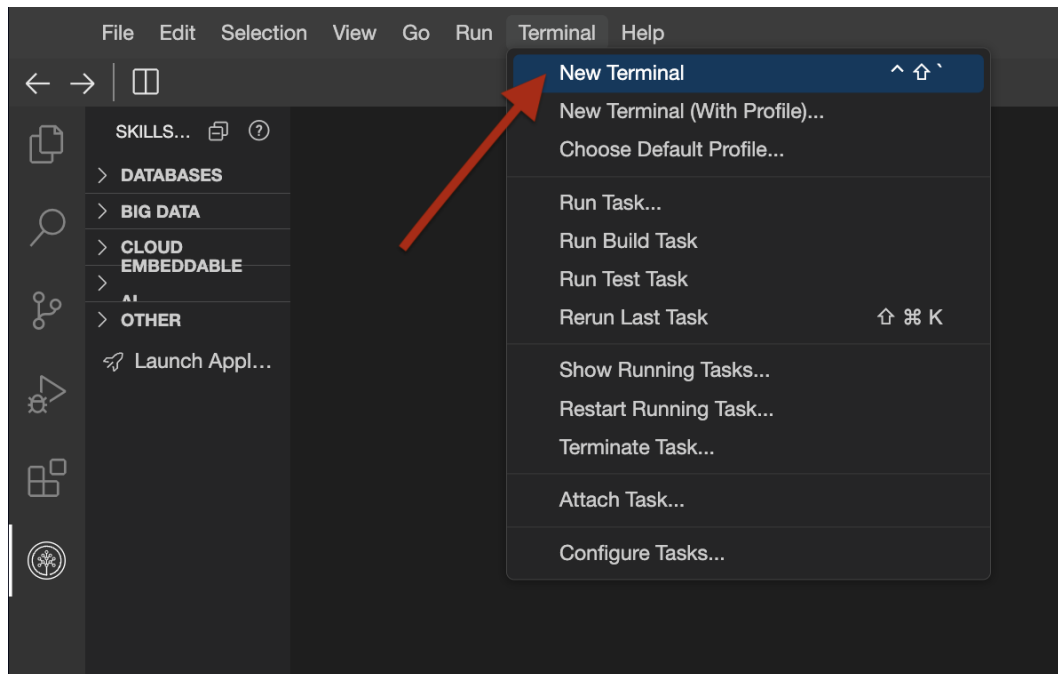 File Edit Selection View Go Run Terminal Help
SKILLS...
DATABASES
BIG DATA
CLOUD
EMBEDDABLE
AI
OTHER
Launch Appl...
New Terminal ^ ⇧ `
New Terminal (With Profile)...
Choose Default Profile...
Run Task...
Run Build Task
Run Test Task
Rerun Last Task ⇧ ⌘ K
Show Running Tasks...
Restart Running Task...
Terminate Task...
Attach Task...
Configure Tasks...